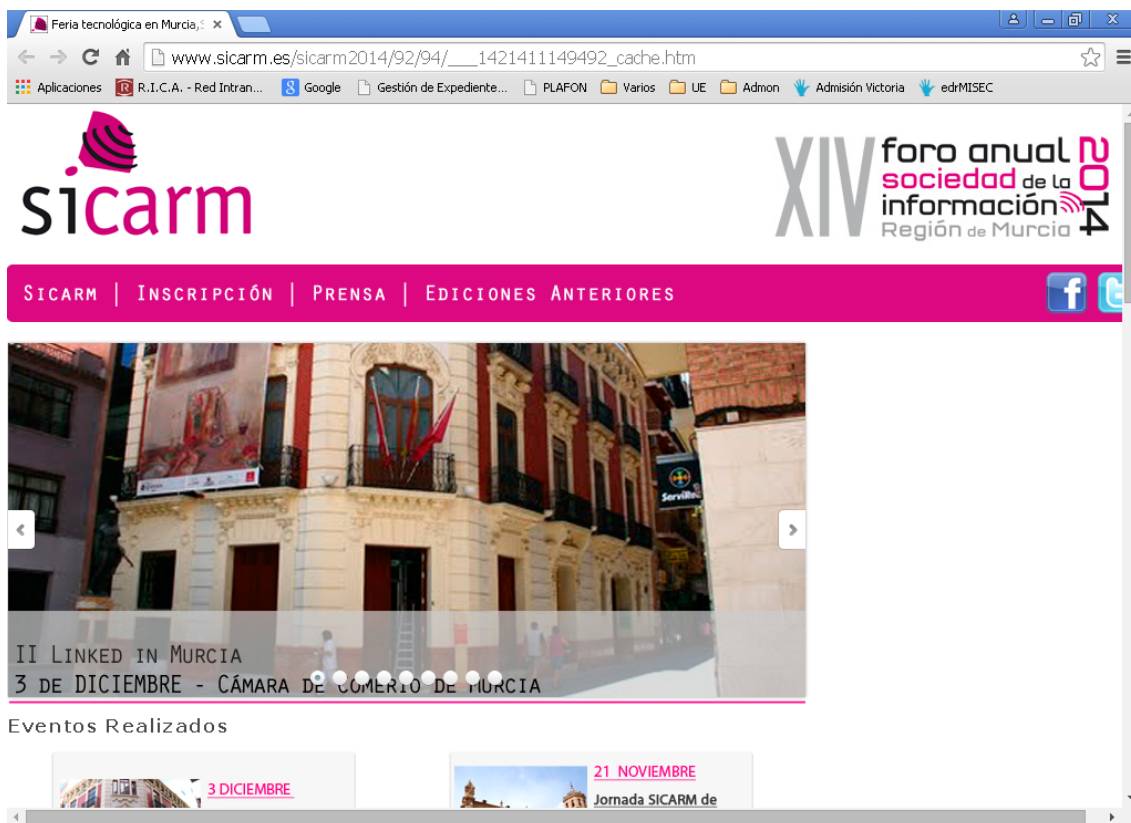 Feria tecnológica en Murcia,
www.sicarm.es/sicarm2014/92/94/___1421411149492_cache.htm
Aplicaciones R.I.C.A. - Red Intran... Google Gestión de Expediente... PLAFON Varios UE Admon Admisión Victoria edrMISEC
sicarm
XIV foro anual sociedad de la información Región de Murcia 2014
Sicarm | Inscripción | Prensa | Ediciones Anteriores
ServiRed
II Linked in Murcia
3 de DICIEMBRE - Cámara de Comerio de Murcia
Eventos Realizados
3 DICIEMBRE
21 NOVIEMBRE
Jornada SICARM de